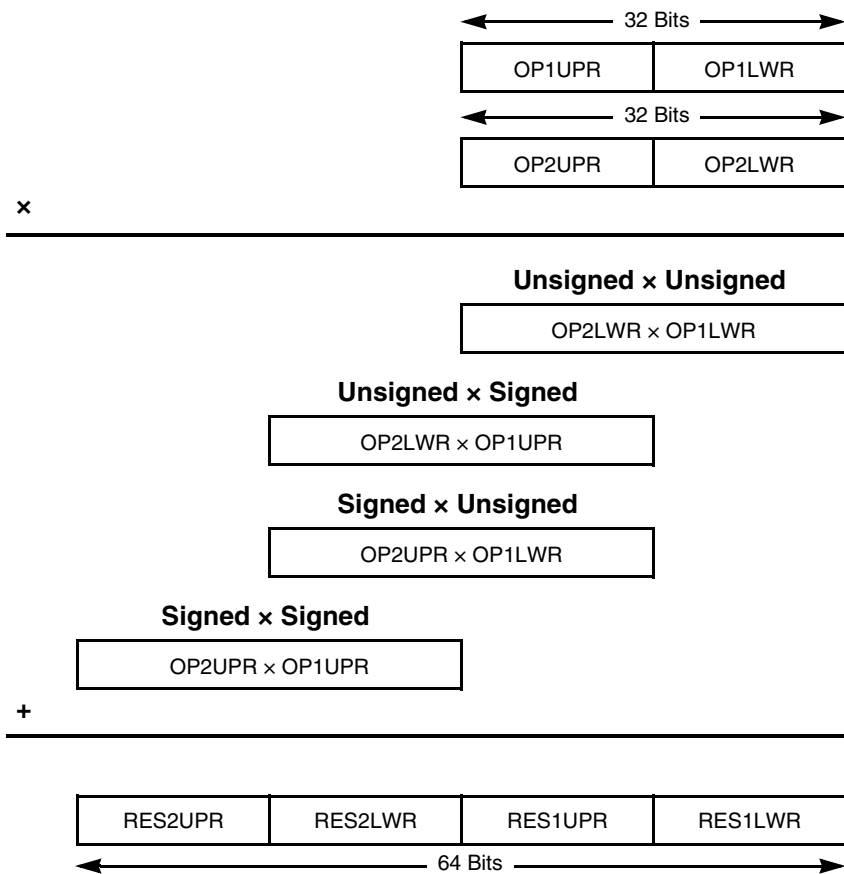 32 Bits
OP1UPR OP1LWR
32 Bits
OP2UPR OP2LWR
×
Unsigned × Unsigned
OP2LWR × OP1LWR
Unsigned × Signed
OP2LWR × OP1UPR
Signed × Unsigned
OP2UPR × OP1LWR
Signed × Signed
OP2UPR × OP1UPR
+
RES2UPR RES2LWR RES1UPR RES1LWR
64 Bits